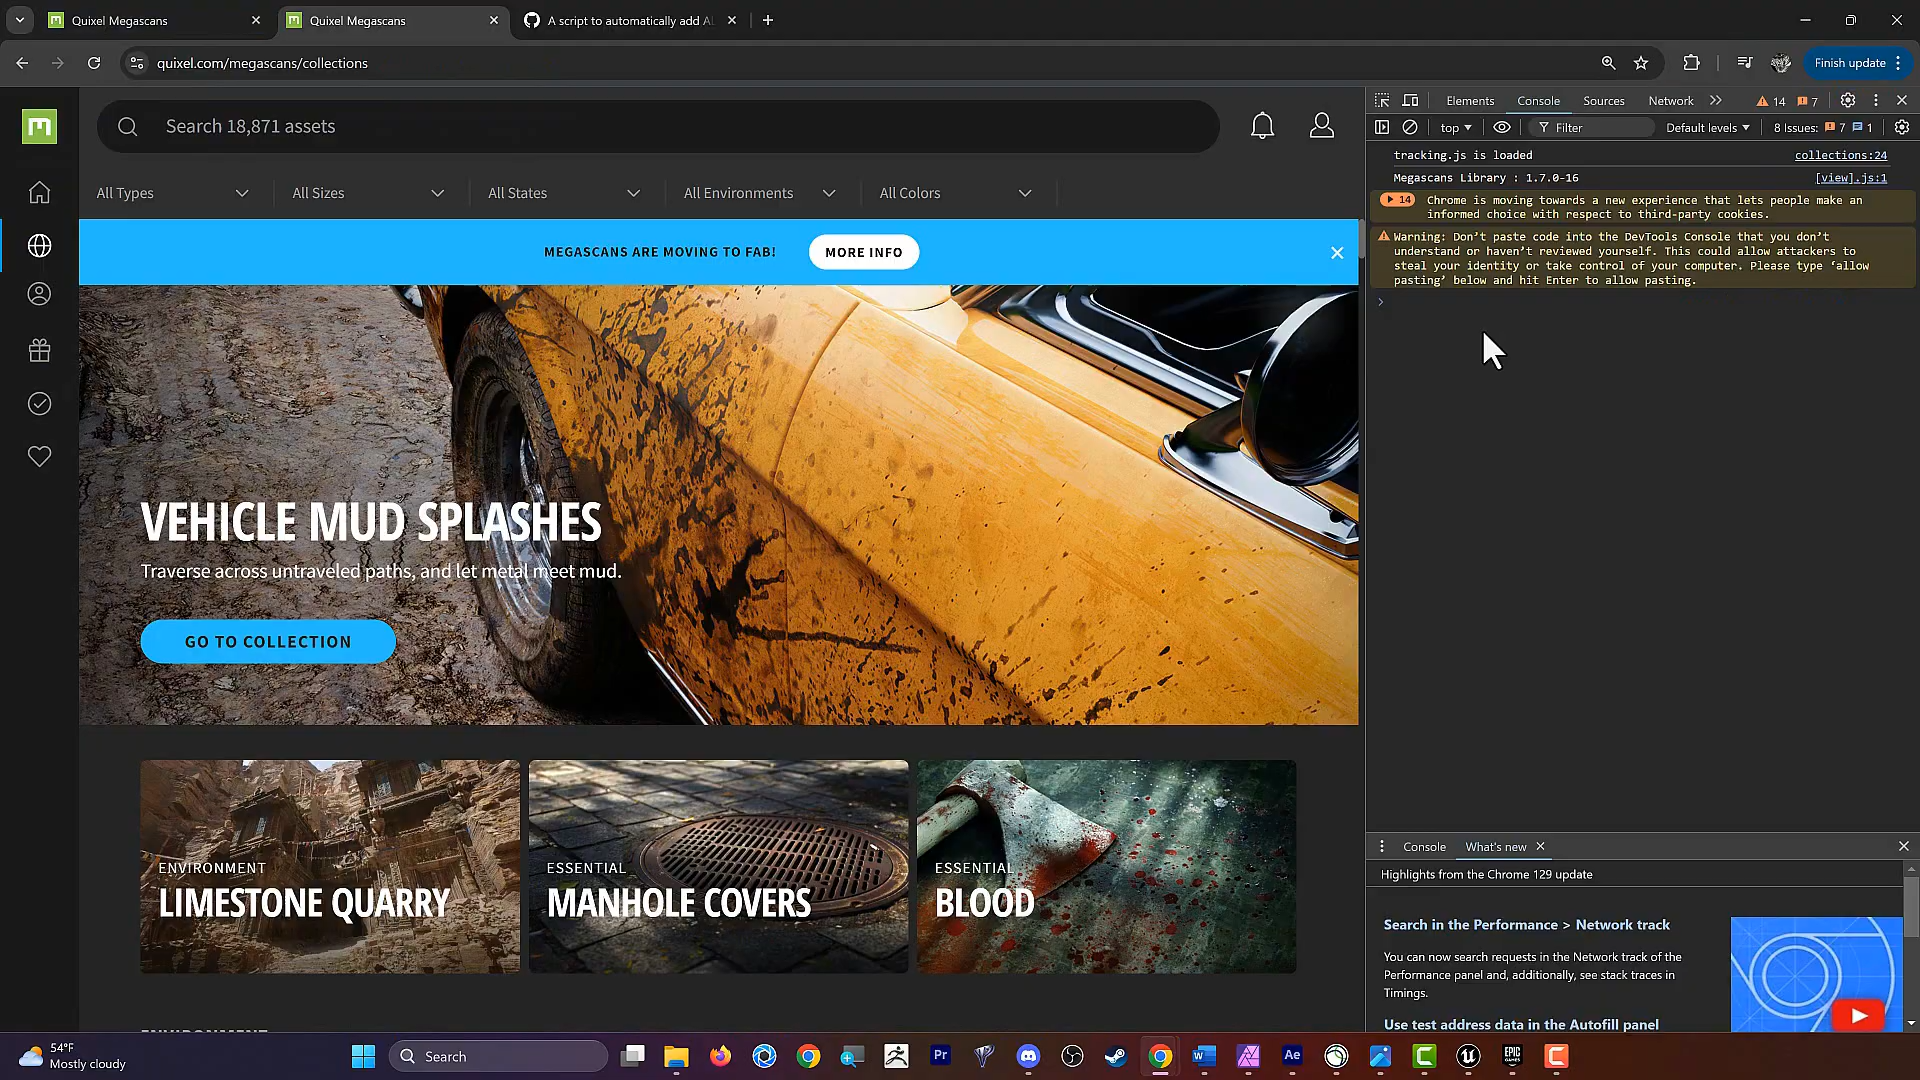 Quixel Megascans
Quixel Megascans
A script to automatically add A
quixel.com/megascans/collections
Finish update
Search 18,871 assets
All Types
All Sizes
All States
All Environments
All Colors
MEGASCANS ARE MOVING TO FAB!
MORE INFO
VEHICLE MUD SPLASHES
Traverse across untraveled paths, and let metal meet mud.
GO TO COLLECTION
ENVIRONMENT
LIMESTONE QUARRY
ESSENTIAL
MANHOLE COVERS
ESSENTIAL
BLOOD
Elements
Console
Sources
Network
14
7
top
Filter
Default levels
8 Issues:
7
1
tracking.js is loaded
collections:24
Megascans Library : 1.7.0-16
[view].js:1
14
Chrome is moving towards a new experience that lets people make an
informed choice with respect to third-party cookies.
Warning: Don't paste code into the DevTools Console that you don't
understand or haven't reviewed yourself. This could allow attackers to
steal your identity or take control of your computer. Please type 'allow
pasting' below and hit Enter to allow pasting.
Console
What's new
Highlights from the Chrome 129 update
Search in the Performance > Network track
You can now search requests in the Network track of the
Performance panel and, additionally, see stack traces in
Timings.
Use test address data in the Autofill panel
54°F
Mostly cloudy
Search
Pr
W
Ae
EPIC
GAMES